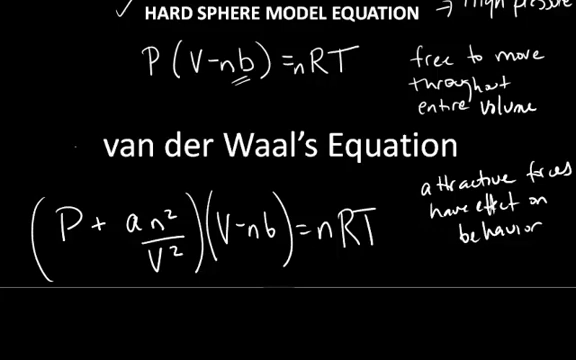 ✓ HARD SPHERE MODEL EQUATION → High pressure
P(V-nb)=nRT
free to move
throughout
entire volume
van der Waal's Equation
(P + an²/V²)(V-nb)=nRT
attractive forces
have effect on
behavior